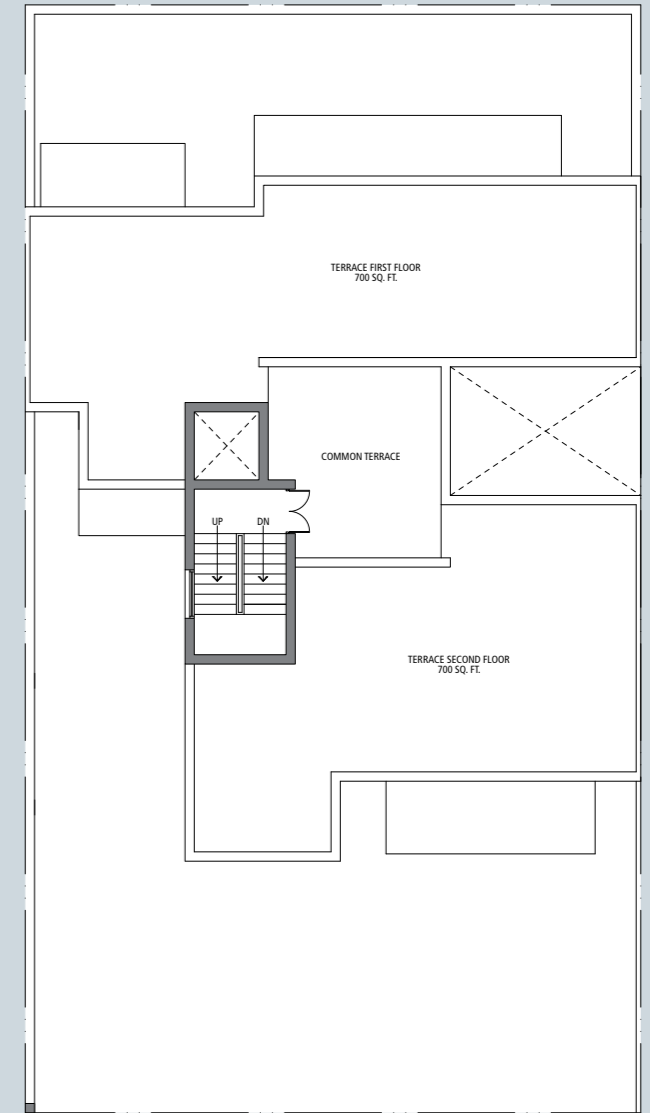 TERRACE FIRST FLOOR
700 SQ. FT.
COMMON TERRACE
UP DN
TERRACE SECOND FLOOR
700 SQ. FT.